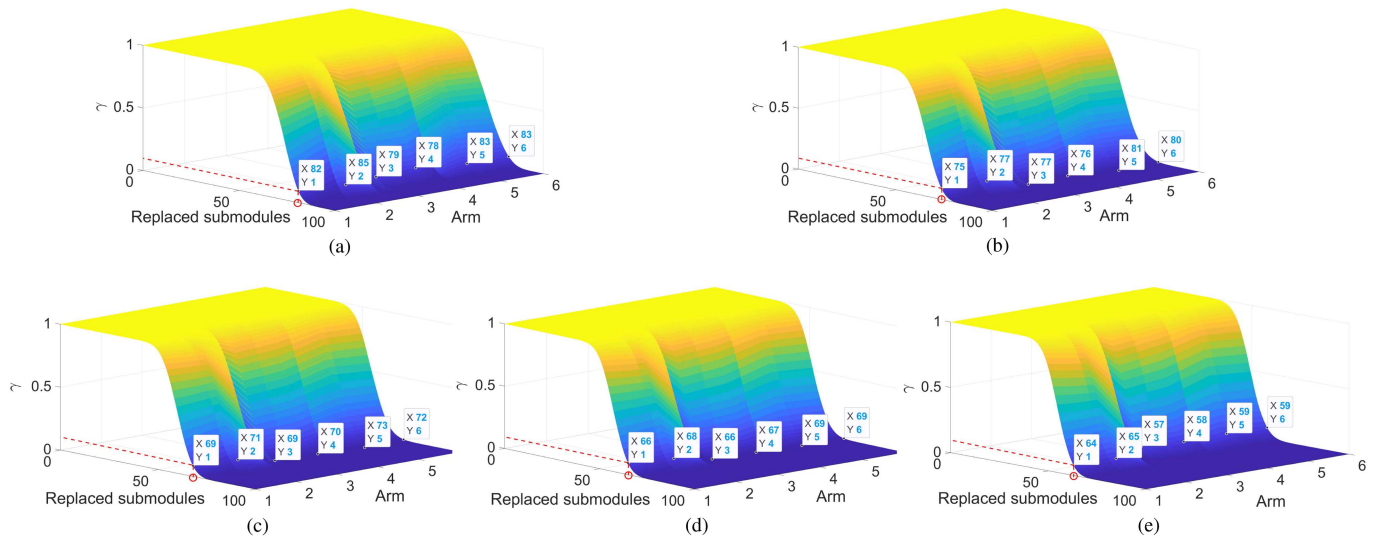 1
0.5
γ
0
0
50
Replaced submodules
100
1
2
3
4
5
6
Arm
X 82
Y 1
X 85
Y 2
X 79
Y 3
X 78
Y 4
X 83
Y 5
X 83
Y 6
(a)
1
0.5
γ
0
0
50
Replaced submodules
100
1
2
3
4
5
6
Arm
X 75
Y 1
X 77
Y 2
X 77
Y 3
X 76
Y 4
X 81
Y 5
X 80
Y 6
(b)
1
0.5
γ
0
0
50
Replaced submodules
100
1
2
3
4
5
Arm
X 69
Y 1
X 71
Y 2
X 69
Y 3
X 70
Y 4
X 73
Y 5
X 72
Y 6
(c)
1
0.5
γ
0
0
50
Replaced submodules
100
1
2
3
4
5
Arm
X 66
Y 1
X 68
Y 2
X 66
Y 3
X 67
Y 4
X 69
Y 5
X 69
Y 6
(d)
1
0.5
γ
0
0
50
Replaced submodules
100
1
2
3
4
5
6
Arm
X 64
Y 1
X 65
Y 2
X 57
Y 3
X 58
Y 4
X 59
Y 5
X 59
Y 6
(e)